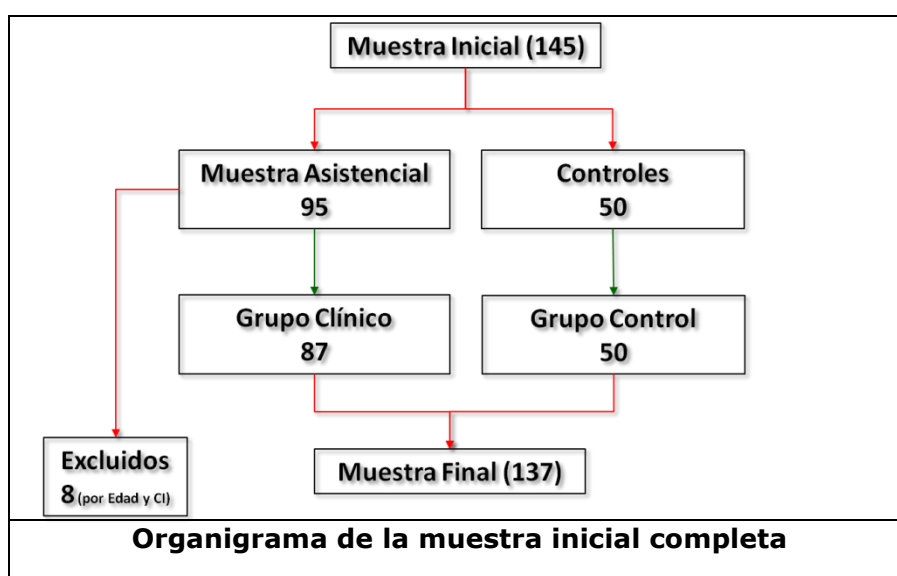 Muestra Inicial (145)
Muestra Asistencial
95
Controles
50
Grupo Clínico
87
Grupo Control
50
Excluidos
8 (por Edad y CI)
Muestra Final (137)
Organigrama de la muestra inicial completa